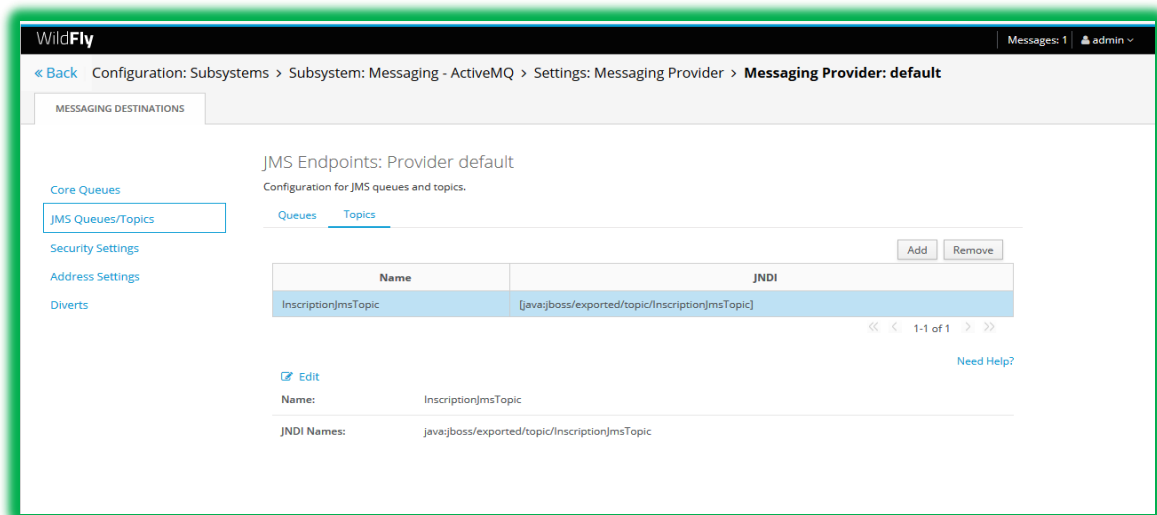 WildFly
Messages: 1 admin
« Back Configuration: Subsystems > Subsystem: Messaging - ActiveMQ > Settings: Messaging Provider > Messaging Provider: default
MESSAGING DESTINATIONS
JMS Endpoints: Provider default
Configuration for JMS queues and topics.
Core Queues
JMS Queues/Topics
Security Settings
Address Settings
Diverts
Queues Topics
Add Remove
Name JNDI
InscriptionJmsTopic [java:jboss/exported/topic/InscriptionJmsTopic]
1-1 of 1
Need Help?
Edit
Name: InscriptionJmsTopic
JNDI Names: java:jboss/exported/topic/InscriptionJmsTopic